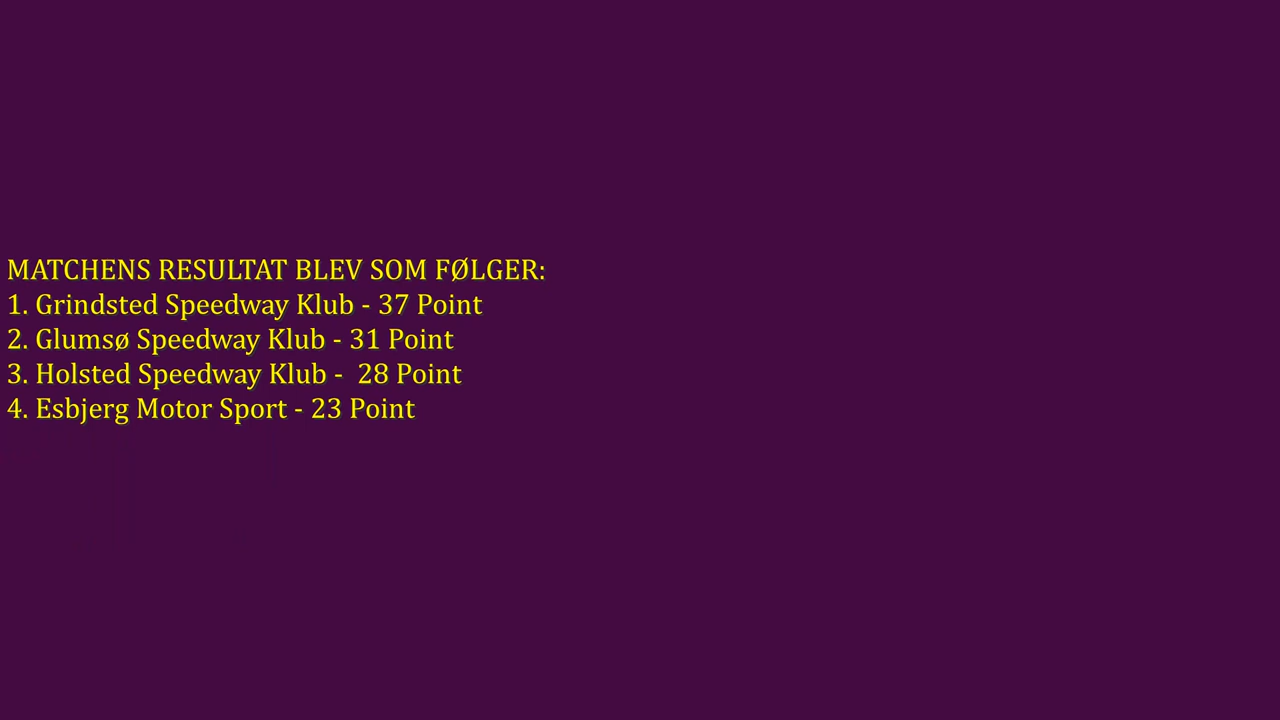 MATCHENS RESULTAT BLEV SOM FØLGER:
1. Grindsted Speedway Klub - 37 Point
2. Glumsø Speedway Klub - 31 Point
3. Holsted Speedway Klub -  28 Point
4. Esbjerg Motor Sport - 23 Point